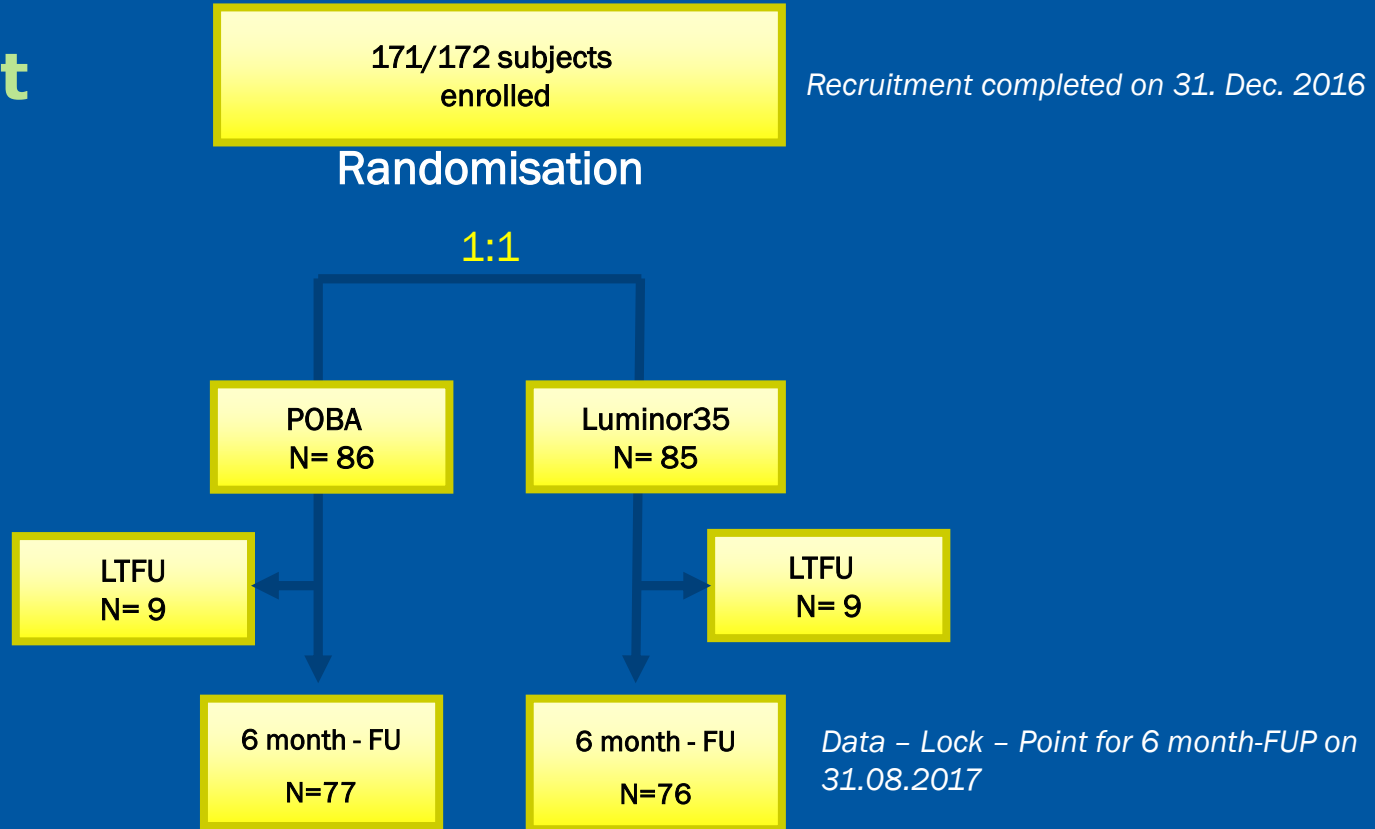 t
171/172 subjects
enrolled
Recruitment completed on 31. Dec. 2016
Randomisation
1:1
POBA
N= 86
Luminor35
N= 85
LTFU
N= 9
LTFU
N= 9
6 month - FU
N=77
6 month - FU
N=76
Data – Lock – Point for 6 month-FUP on
31.08.2017